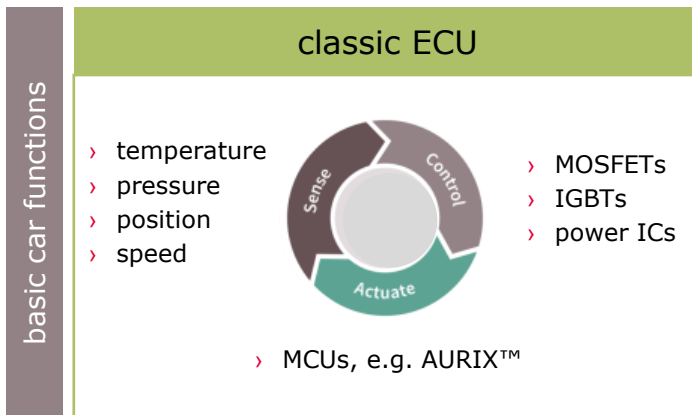 classic ECU
basic car functions
› temperature
› pressure
› position
› speed
Sense
Control
Actuate
› MOSFETs
› IGBTs
› power ICs
› MCUs, e.g. AURIX™